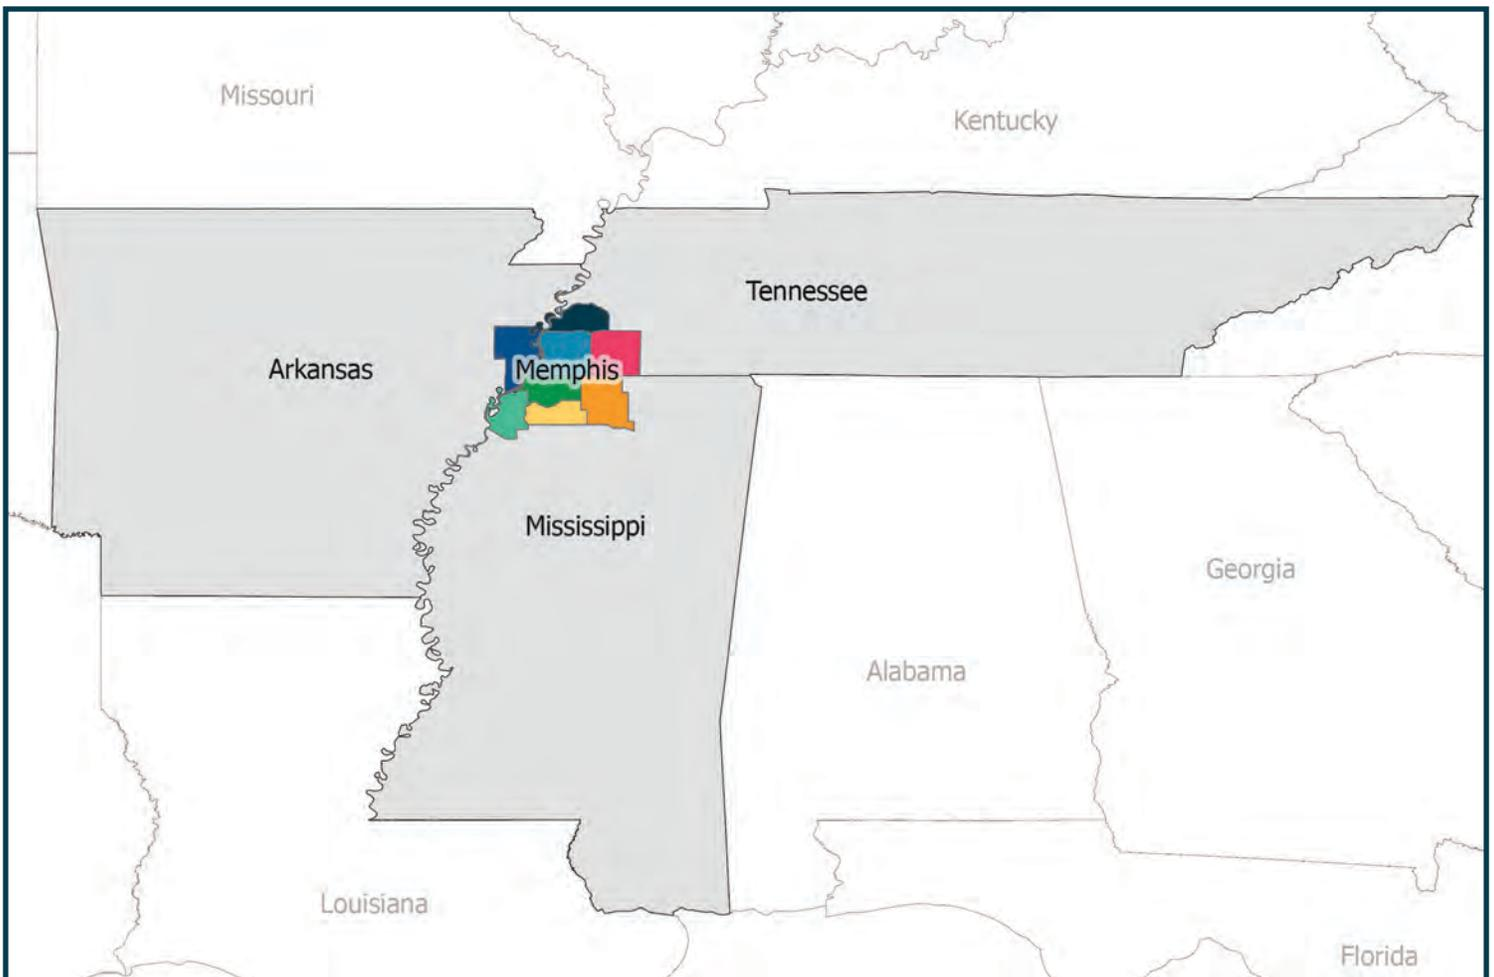 Missouri
Kentucky
Tennessee
Arkansas
Memphis
Mississippi
Georgia
Alabama
Louisiana
Florida